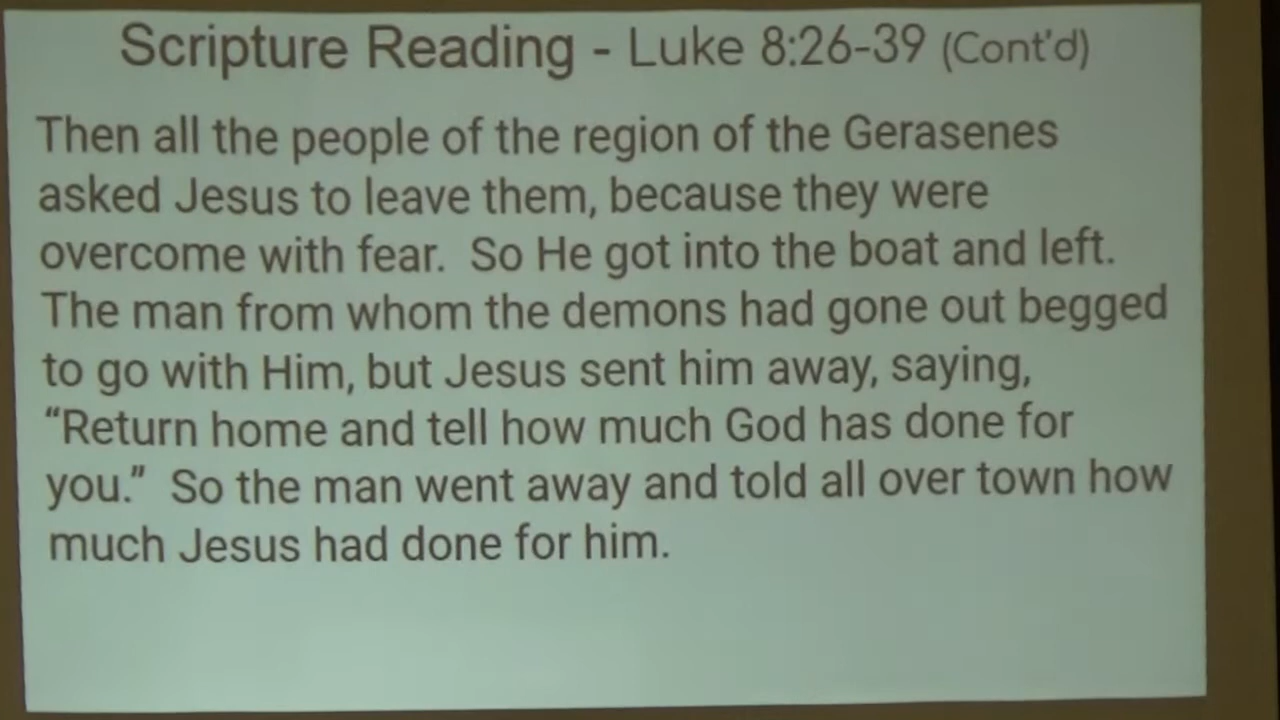 Scripture Reading - Luke 8:26-39 (Cont'd)
Then all the people of the region of the Gerasenes
asked Jesus to leave them, because they were
overcome with fear.  So He got into the boat and left.
The man from whom the demons had gone out begged
to go with Him, but Jesus sent him away, saying,
“Return home and tell how much God has done for
you.”  So the man went away and told all over town how
much Jesus had done for him.